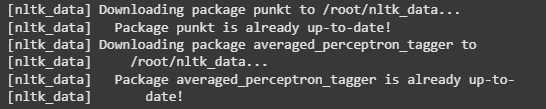 [nltk_data] Downloading package punkt to /root/nltk_data...
[nltk_data]   Package punkt is already up-to-date!
[nltk_data] Downloading package averaged_perceptron_tagger to
[nltk_data]     /root/nltk_data...
[nltk_data]   Package averaged_perceptron_tagger is already up-to-
[nltk_data]       date!